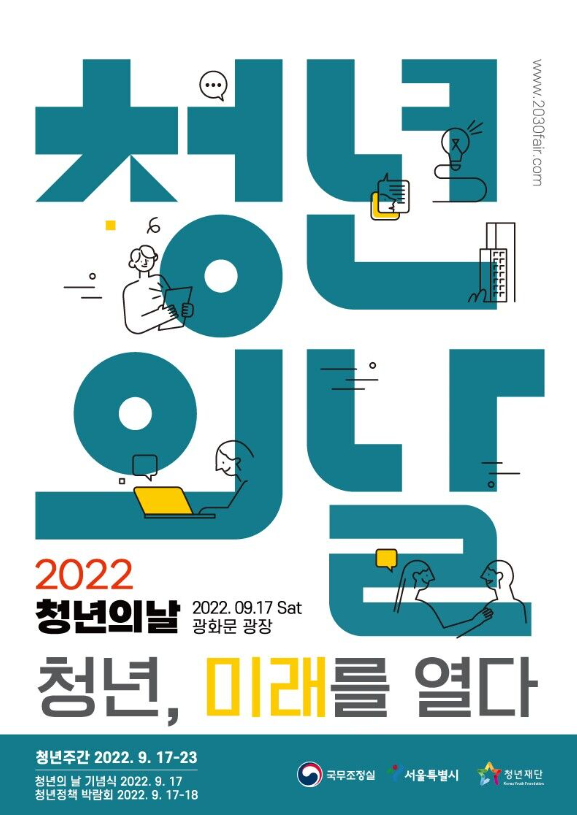 청년
의날
www.2030fair.com
2022
청년의날
2022. 09.17 Sat
광화문 광장
청년, 미래를 열다
청년주간 2022. 9. 17-23
청년의 날 기념식 2022. 9. 17
청년정책 박람회 2022. 9. 17-18
국무조정실
서울특별시
청년재단
Korea Youth Foundation